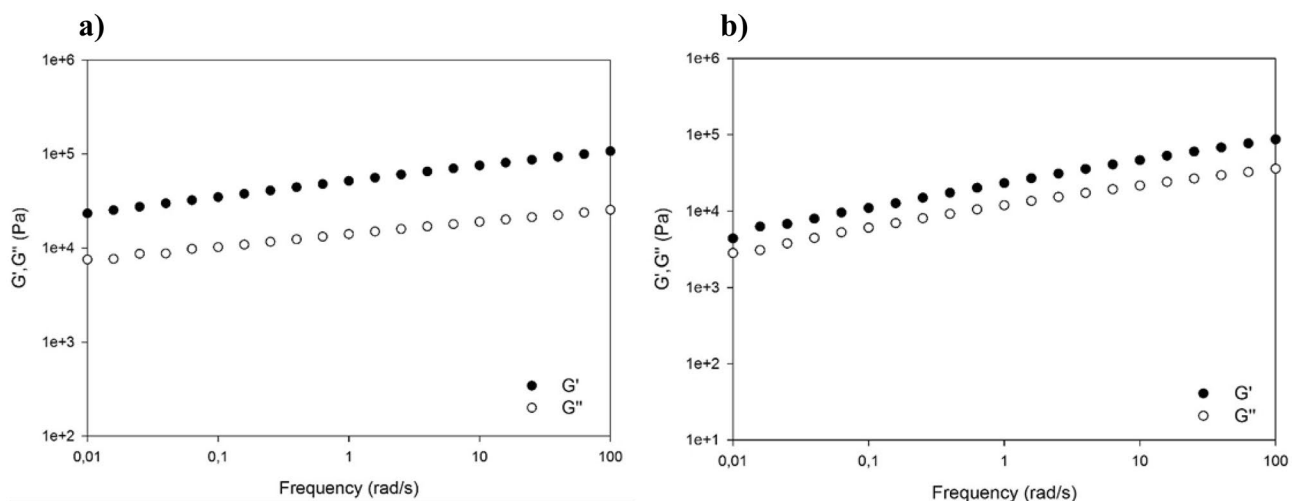 a)
1e+6
1e+5
1e+4
1e+3
1e+2
G',G'' (Pa)
0,01 0,1 1 10 100
Frequency (rad/s)
G'
G''
b)
1e+6
1e+5
1e+4
1e+3
1e+2
1e+1
G',G'' (Pa)
0,01 0,1 1 10 100
Frequency (rad/s)
G'
G''